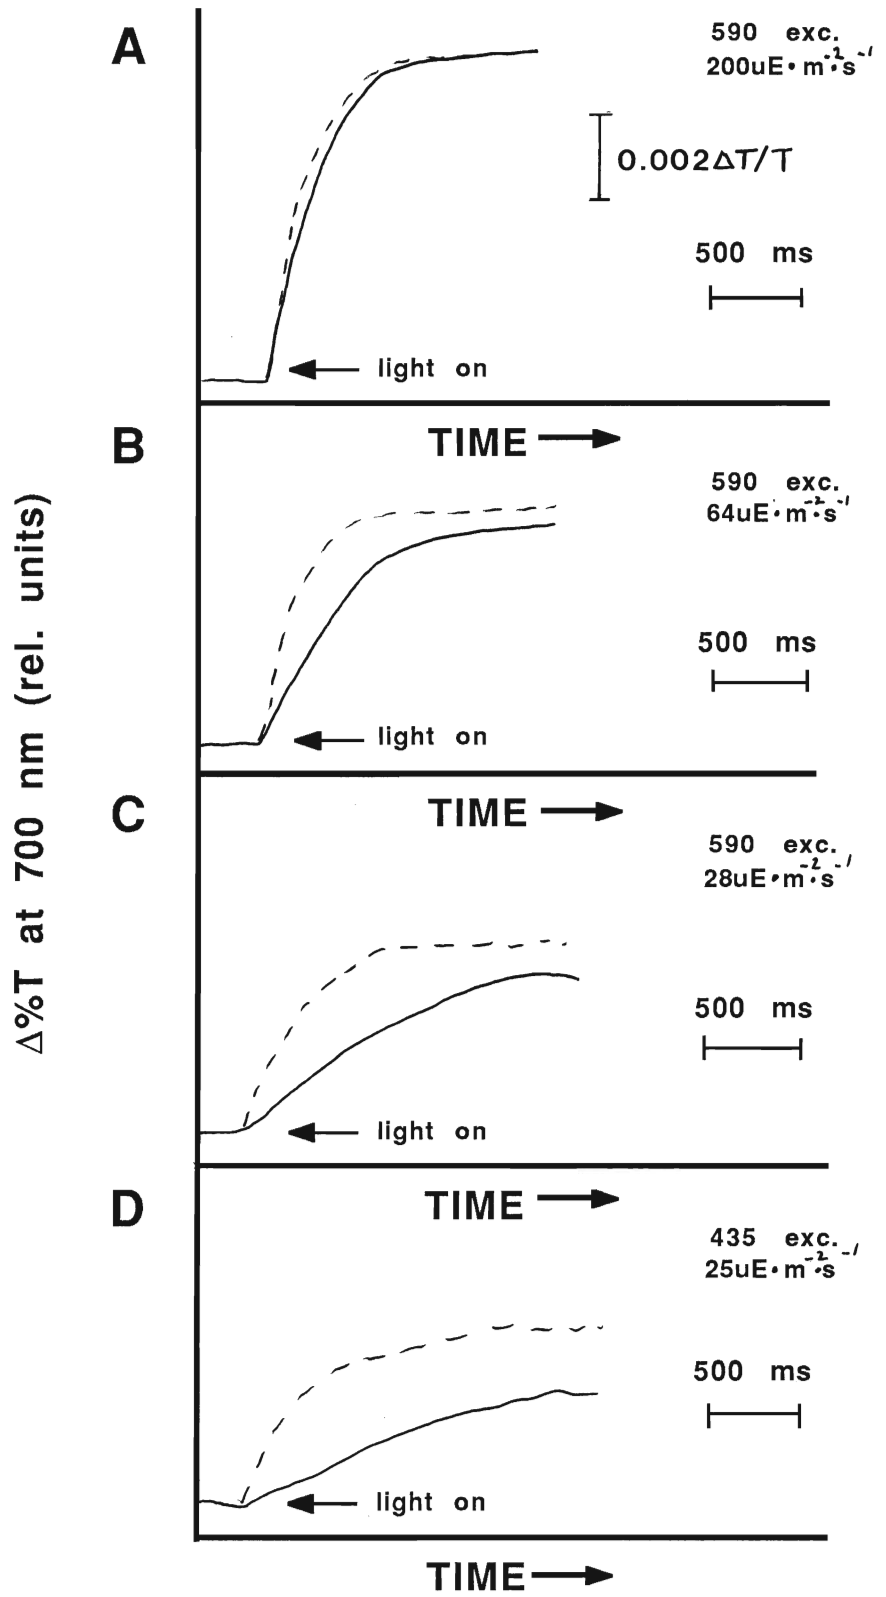 Δ%T at 700 nm (rel. units)
A
590 exc.
200uE•m⁻²•s⁻¹
0.002ΔT/T
500 ms
light on
TIME
B
590 exc.
64uE•m⁻²•s⁻¹
500 ms
light on
TIME
C
590 exc.
28uE•m⁻²•s⁻¹
500 ms
light on
TIME
D
435 exc.
25uE•m⁻²•s⁻¹
500 ms
light on
TIME